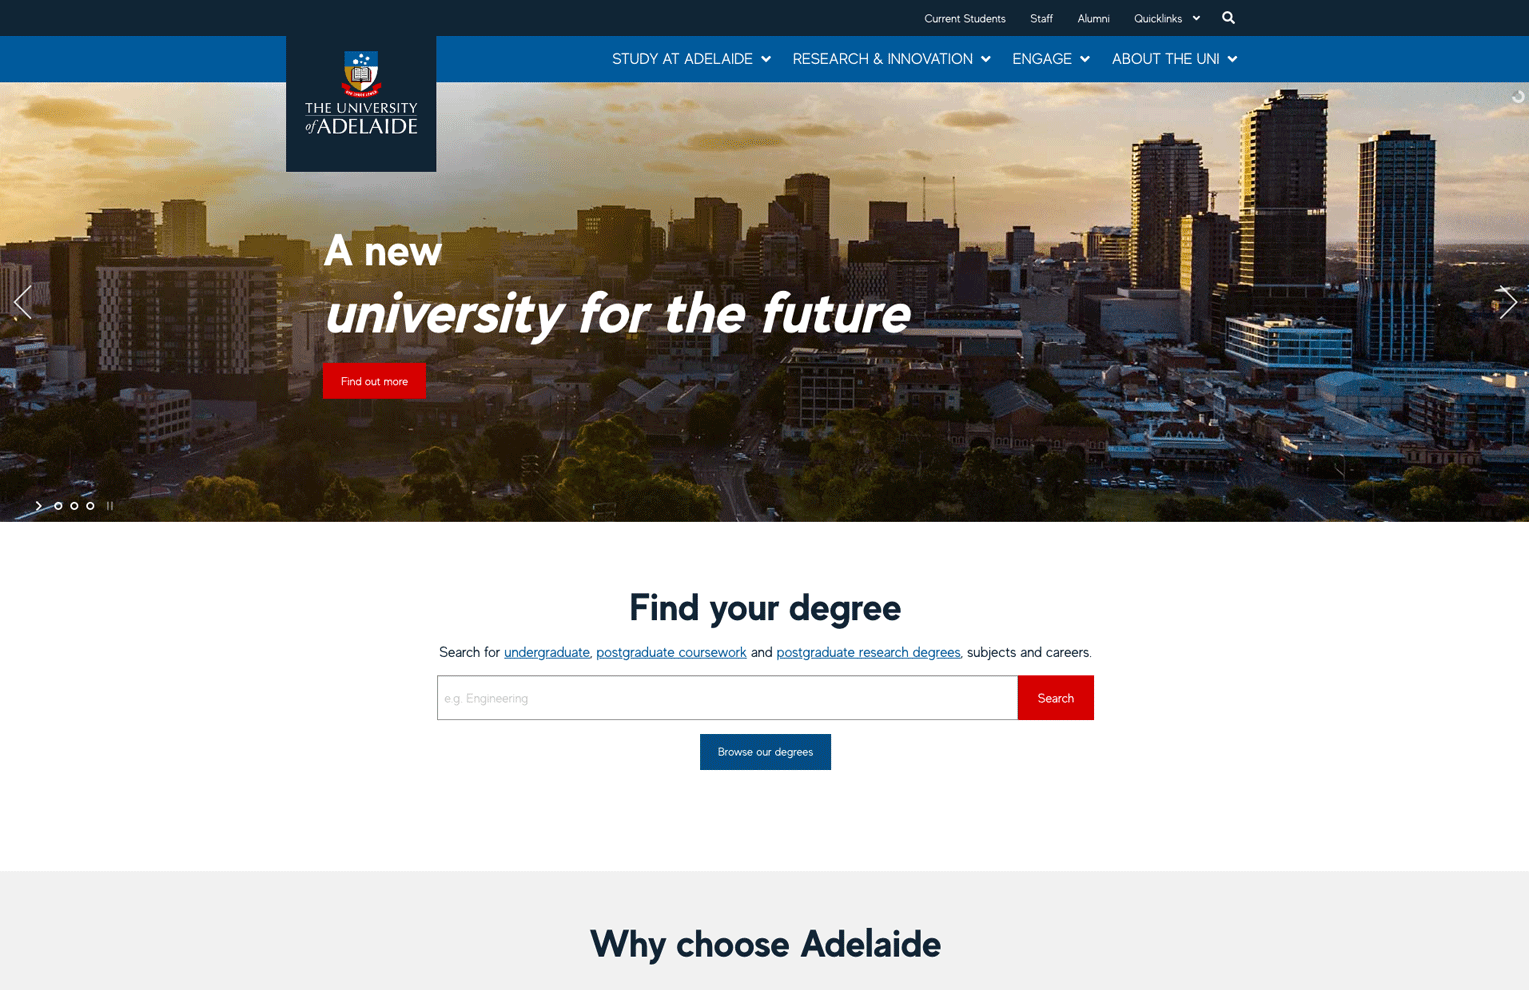 Current Students Staff Alumni Quicklinks
STUDY AT ADELAIDE RESEARCH & INNOVATION ENGAGE ABOUT THE UNI
THE UNIVERSITY
of ADELAIDE
A new
university for the future
Find out more
Find your degree
Search for undergraduate, postgraduate coursework and postgraduate research degrees, subjects and careers.
e.g. Engineering
Search
Browse our degrees
Why choose Adelaide